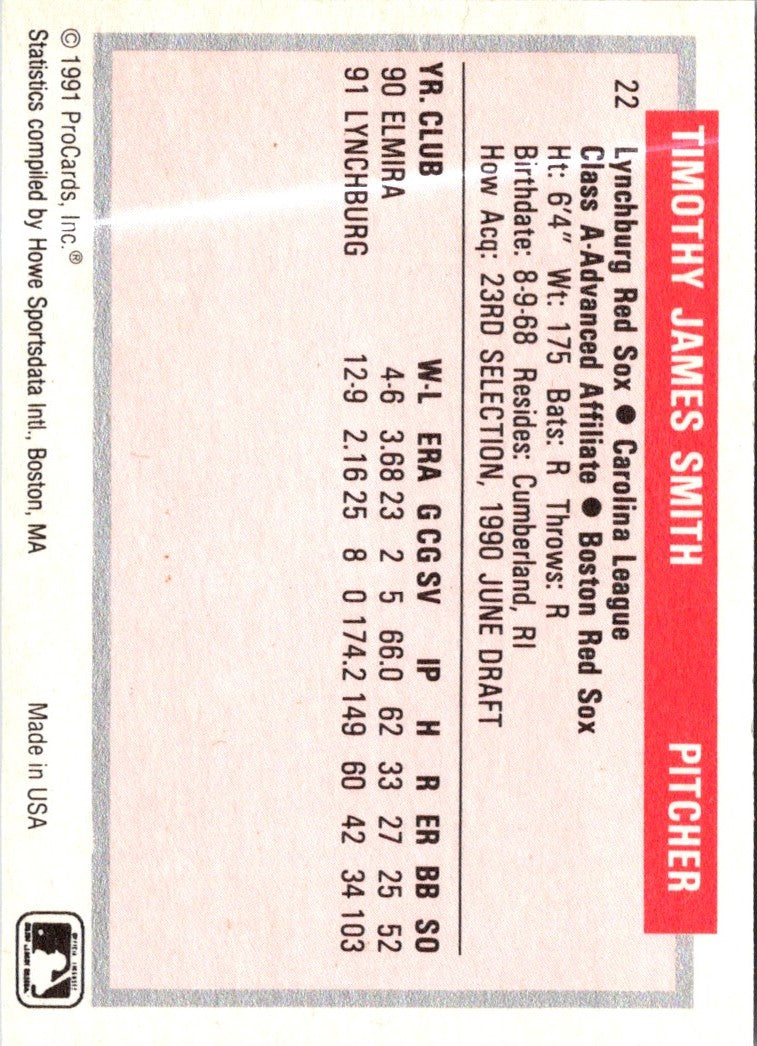 TIMOTHY JAMES SMITH PITCHER
22 Lynchburg Red Sox ● Carolina League
Class A-Advanced Affiliate ● Boston Red Sox
Ht: 6'4" Wt: 175 Bats: R Throws: R
Birthdate: 8-9-68 Resides: Cumberland, RI
How Acq: 23RD SELECTION, 1990 JUNE DRAFT
YR. CLUB W-L ERA G CG SV IP H R ER BB SO
90 ELMIRA 4-6 3.68 23 2 5 66.0 62 33 27 25 52
91 LYNCHBURG 12-9 2.16 25 8 0 174.2 149 60 42 34 103
© 1991 ProCards, Inc.®
Statistics compiled by Howe Sportsdata Intl., Boston, MA Made in USA